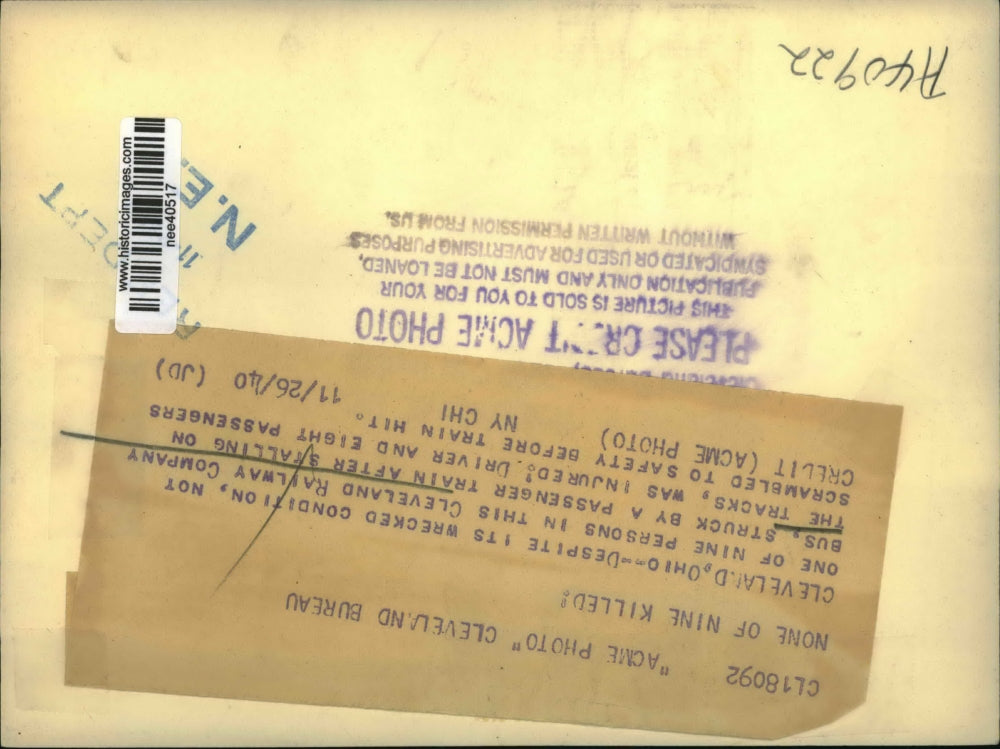 CL18092 "ACME PHOTO" CLEVELAND BUREAU
NONE OF NINE KILLED:
CLEVELAND, OHIO--DESPITE ITS WRECKED CONDITION, NOT
ONE OF NINE PERSONS IN THIS CLEVELAND RAILWAY COMPANY
BUS, STRUCK BY A PASSENGER TRAIN AFTER STALLING ON
THE TRACKS, WAS INJURED. DRIVER AND EIGHT PASSENGERS
SCRAMBLED TO SAFETY BEFORE TRAIN HIT.
CREDIT (ACME PHOTO) NY CHI 11/26/40 (JD)
PLEASE CREDIT ACME PHOTO
THIS PICTURE IS SOLD TO YOU FOR YOUR
PUBLICATION ONLY AND MUST NOT BE LOANED,
SYNDICATED OR USED FOR ADVERTISING PURPOSES
WITHOUT WRITTEN PERMISSION FROM US.
A40922
www.historicimages.com
nee40517
N.E.
DEPT